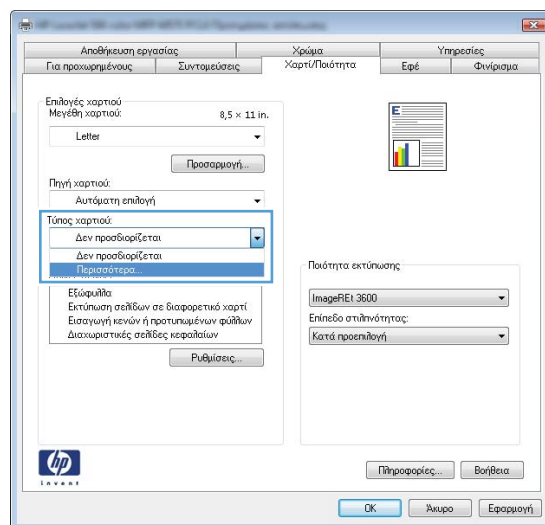 Αποθήκευση εργασίας Χρώμα Υπηρεσίες
Για προχωρημένους Συντομεύσεις Χαρτί/Ποιότητα Εφέ Φινίρισμα
Επιλογές χαρτιού
Μεγέθη χαρτιού: 8,5 × 11 in.
Letter
Προσαρμογή...
Πηγή χαρτιού:
Αυτόματη επιλογή
Τύπος χαρτιού:
Δεν προσδιορίζεται
Δεν προσδιορίζεται
Περισσότερα...
Εξώφυλλα
Εκτύπωση σελίδων σε διαφορετικό χαρτί
Εισαγωγή κενών ή προτυπωμένων φύλλων
Διαχωριστικές σελίδες κεφαλαίων
Ρυθμίσεις...
E
Ποιότητα εκτύπωσης
ImageREt 3600
Επίπεδο στιλπνότητας:
Κατά προεπιλογή
hp
invent
Πληροφορίες... Βοήθεια
OK Άκυρο Εφαρμογή